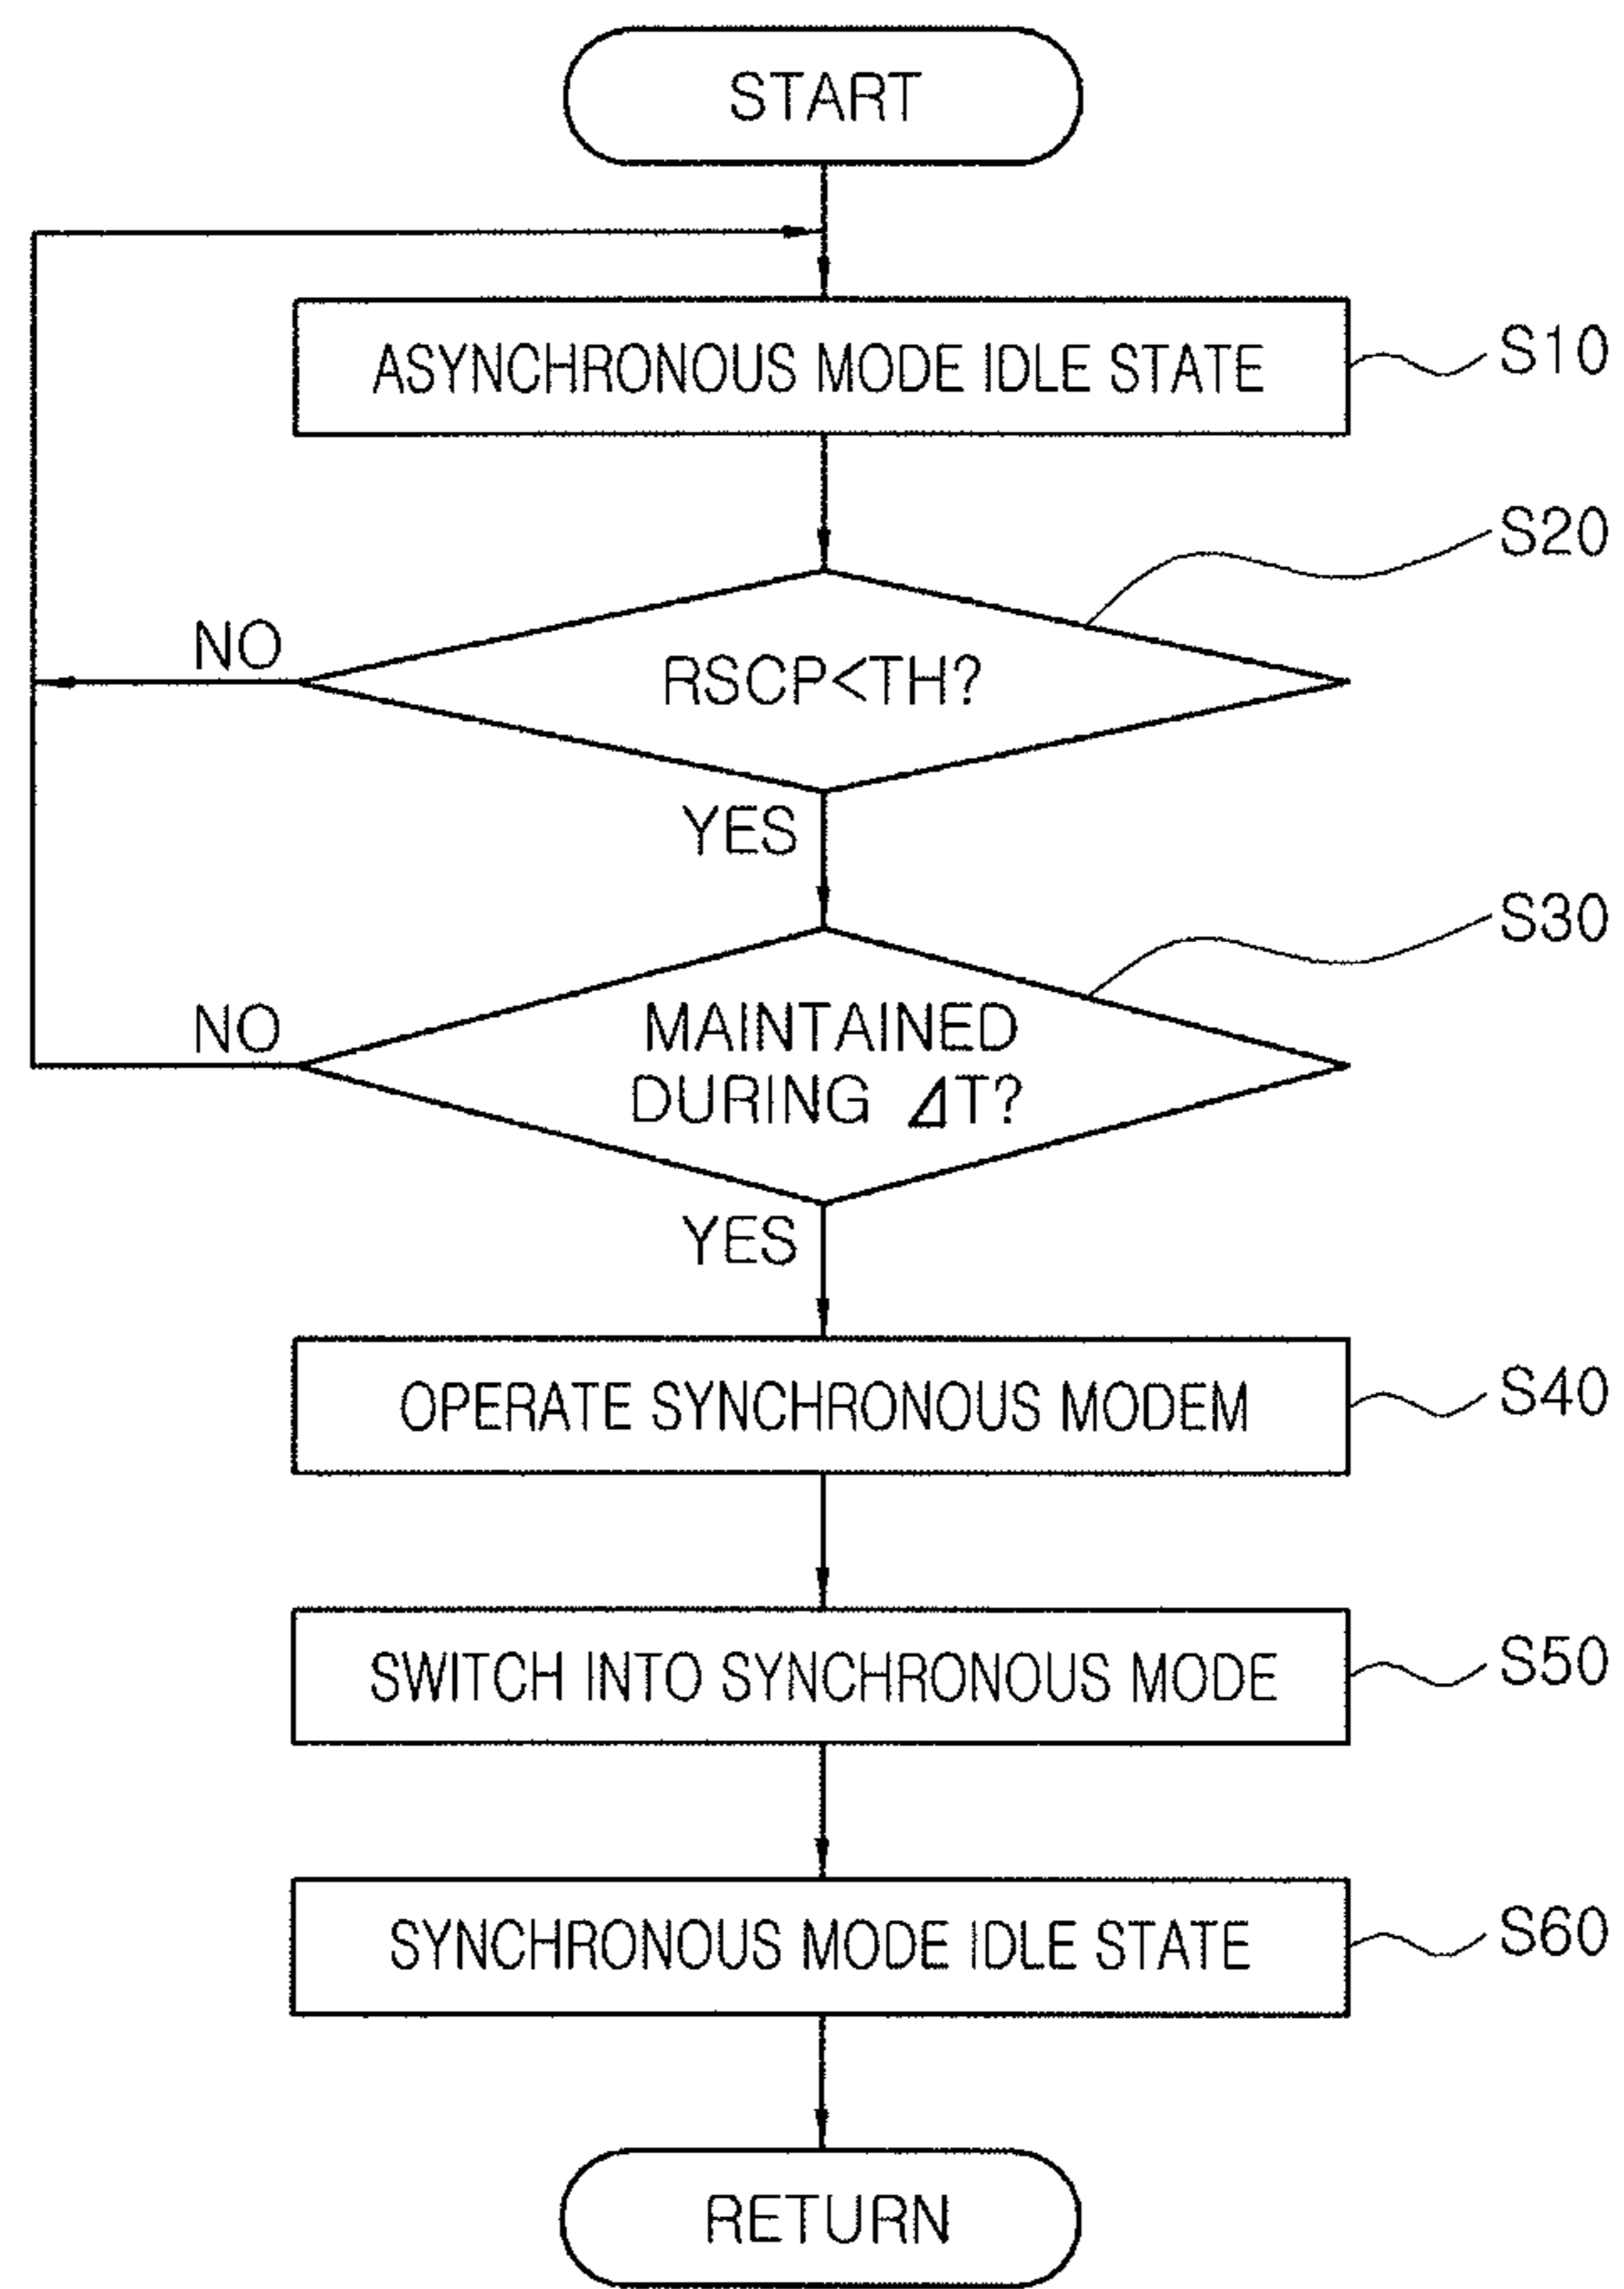 START
ASYNCHRONOUS MODE IDLE STATE
S10
S20
RSCP<TH?
NO
YES
S30
MAINTAINED
DURING ⊿T?
NO
YES
OPERATE SYNCHRONOUS MODEM
S40
SWITCH INTO SYNCHRONOUS MODE
S50
SYNCHRONOUS MODE IDLE STATE
S60
RETURN